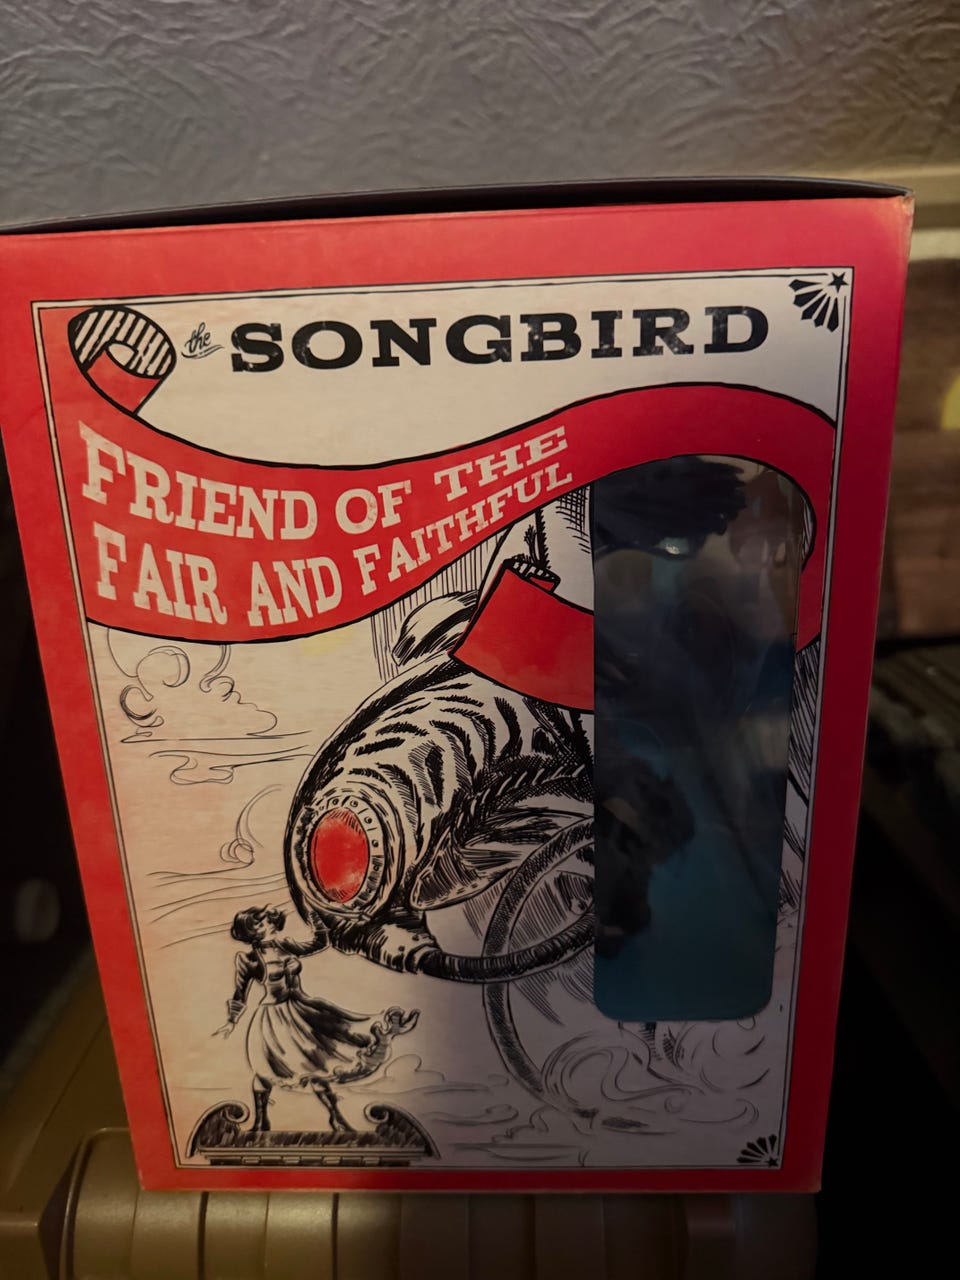 the SONGBIRD
FRIEND OF THE
FAIR AND FAITHFUL